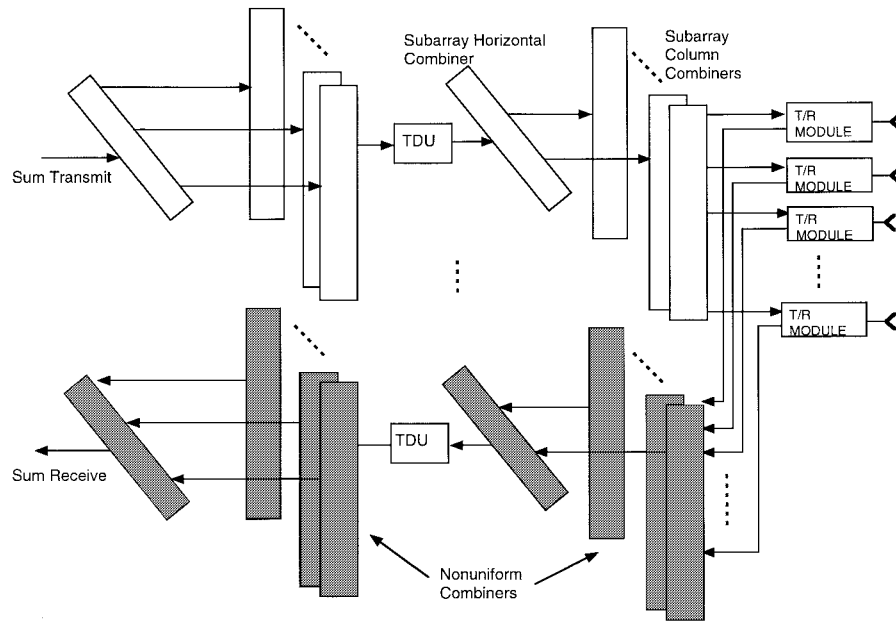 Subarray Horizontal
Combiner
Subarray
Column
Combiners
T/R
MODULE
TDU
Sum Transmit
T/R
MODULE
T/R
MODULE
T/R
MODULE
TDU
Sum Receive
Nonuniform
Combiners